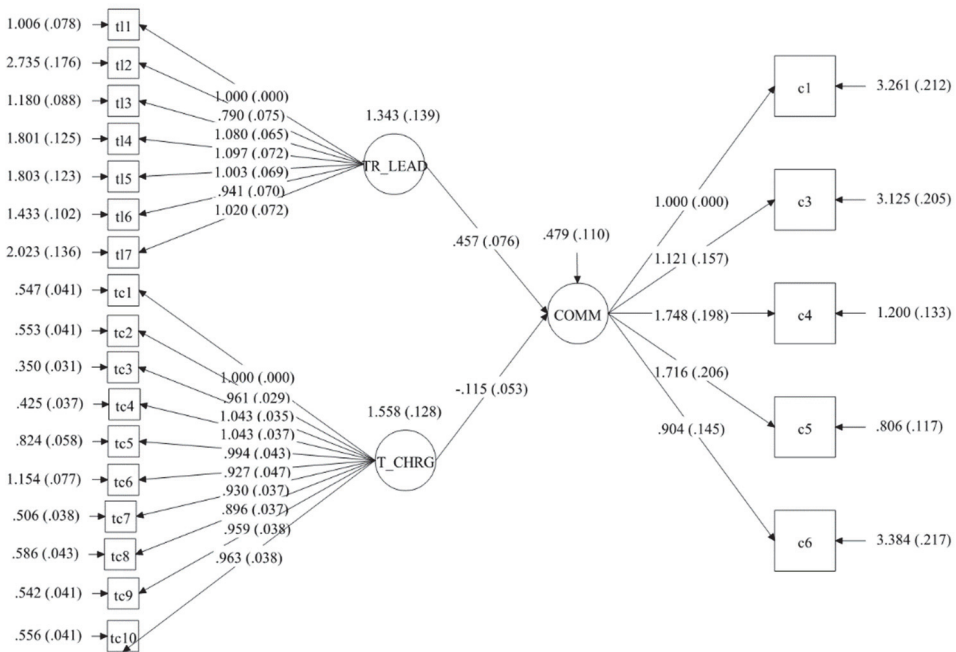 1.006 (.078) tl1
2.735 (.176) tl2
1.180 (.088) tl3
1.801 (.125) tl4
1.803 (.123) tl5
1.433 (.102) tl6
2.023 (.136) tl7
.547 (.041) tc1
.553 (.041) tc2
.350 (.031) tc3
.425 (.037) tc4
.824 (.058) tc5
1.154 (.077) tc6
.506 (.038) tc7
.586 (.043) tc8
.542 (.041) tc9
.556 (.041) tc10
1.000 (.000)
.790 (.075)
1.080 (.065)
1.097 (.072)
1.003 (.069)
.941 (.070)
1.020 (.072)
1.343 (.139)
TR_LEAD
1.000 (.000)
.961 (.029)
1.043 (.035)
1.043 (.037)
.994 (.043)
.927 (.047)
.930 (.037)
.896 (.037)
.959 (.038)
.963 (.038)
1.558 (.128)
T_CHRG
.457 (.076)
-.115 (.053)
.479 (.110)
COMM
1.000 (.000)
1.121 (.157)
1.748 (.198)
1.716 (.206)
.904 (.145)
c1 3.261 (.212)
c3 3.125 (.205)
c4 1.200 (.133)
c5 .806 (.117)
c6 3.384 (.217)